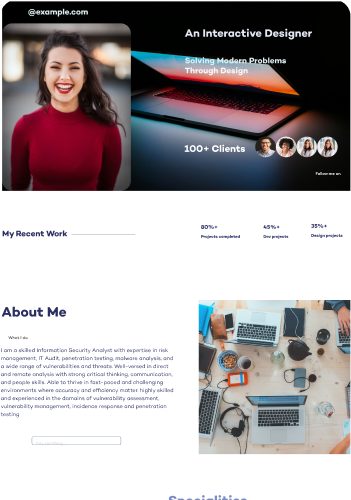 @example.com
An Interactive Designer
Solving Modern Problems
Through Design
100+ Clients
Follow me on
My Recent Work
80%+
Projects completed
45%+
Dev projects
35%+
Design projects
About Me
What I do
I am a skilled Information Security Analyst with expertise in risk
management, IT Audit, penetration testing, malware analysis, and
a wide range of vulnerabilities and threats. Well-versed in direct
and remote analysis with strong critical thinking, communication,
and people skills. Able to thrive in fast-paced and challenging
environments where accuracy and efficiency matter highly skilled
and experienced in the domains of vulnerability assessment,
vulnerability management, incidence response and penetration
testing
Specialities